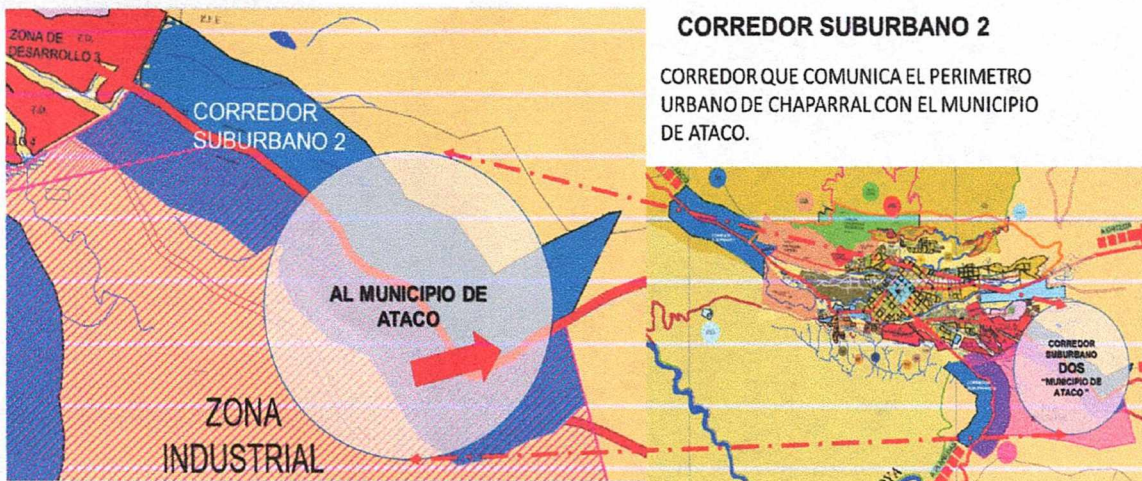 CORREDOR SUBURBANO 2
CORREDOR QUE COMUNICA EL PERIMETRO
URBANO DE CHAPARRAL CON EL MUNICIPIO
DE ATACO.
ZONA DE
DESARROLLO 3
CORREDOR
SUBURBANO 2
AL MUNICIPIO DE
ATACO
ZONA
INDUSTRIAL
CORREDOR
SUBURBANO
DOS
"MUNICIPIO DE
ATACO"